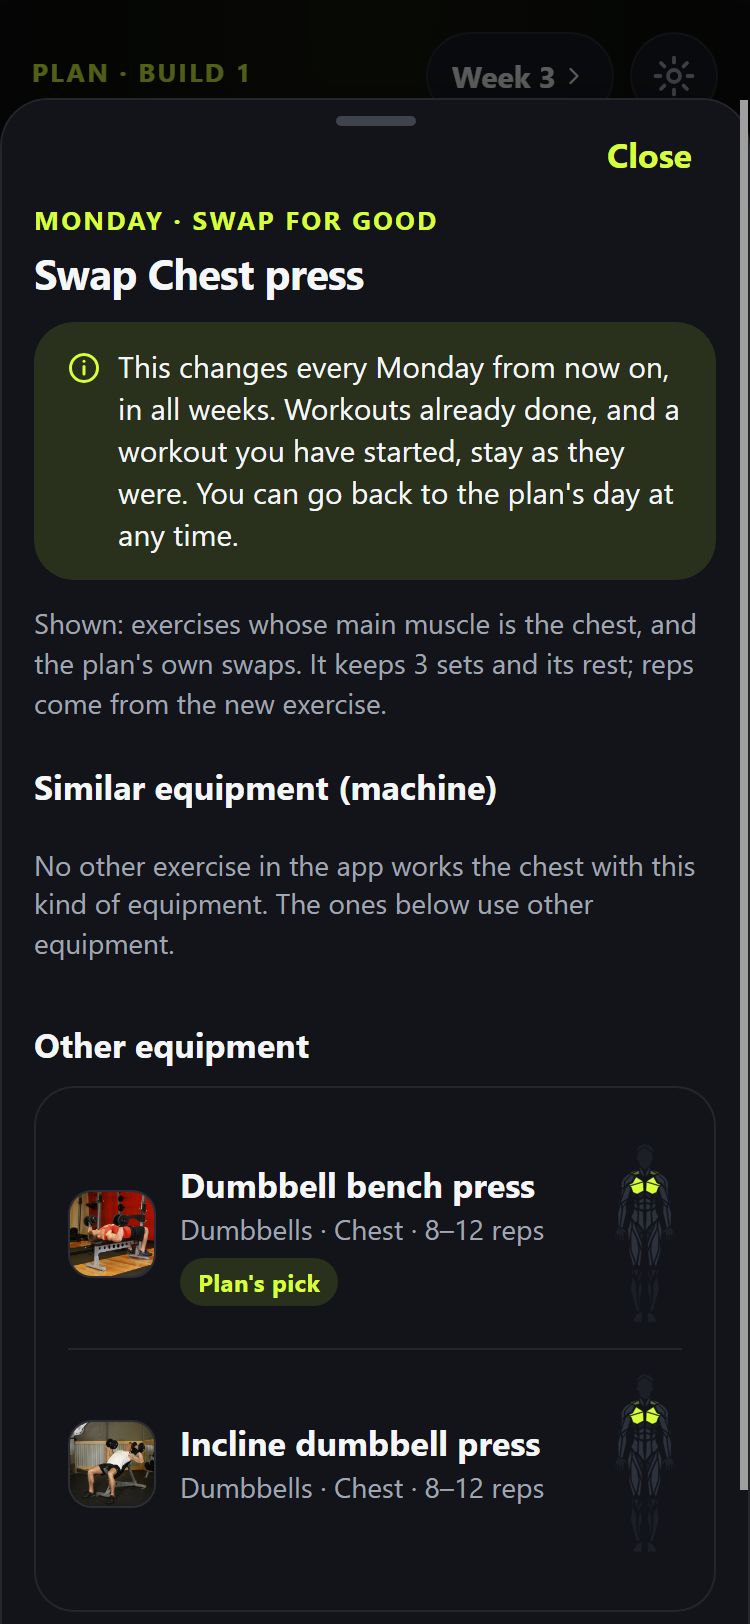 PLAN · BUILD 1
Week 3
Close
MONDAY · SWAP FOR GOOD
Swap Chest press
This changes every Monday from now on,
in all weeks. Workouts already done, and a
workout you have started, stay as they
were. You can go back to the plan's day at
any time.
Shown: exercises whose main muscle is the chest, and
the plan's own swaps. It keeps 3 sets and its rest; reps
come from the new exercise.
Similar equipment (machine)
No other exercise in the app works the chest with this
kind of equipment. The ones below use other
equipment.
Other equipment
Dumbbell bench press
Dumbbells · Chest · 8–12 reps
Plan's pick
Incline dumbbell press
Dumbbells · Chest · 8–12 reps